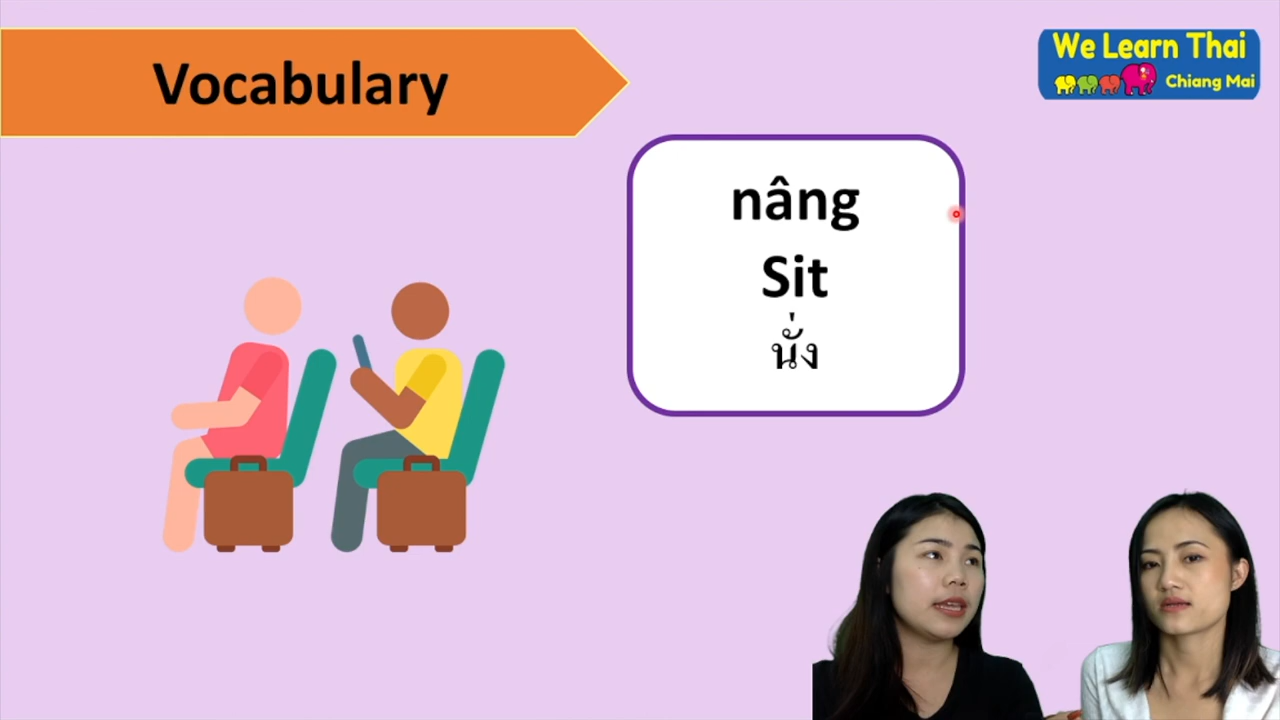 Vocabulary
We Learn Thai
Chiang Mai
nâng
Sit
นั่ง